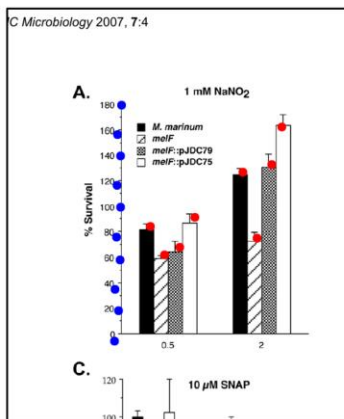 C Microbiology 2007, 7:4
A.
1 mM NaNO2
180
160
140
120
100
80
60
40
20
0
% Survival
M. marinum
melF
melF::pJDC79
melF::pJDC75
0.5
2
C.
10 µM SNAP
120
100